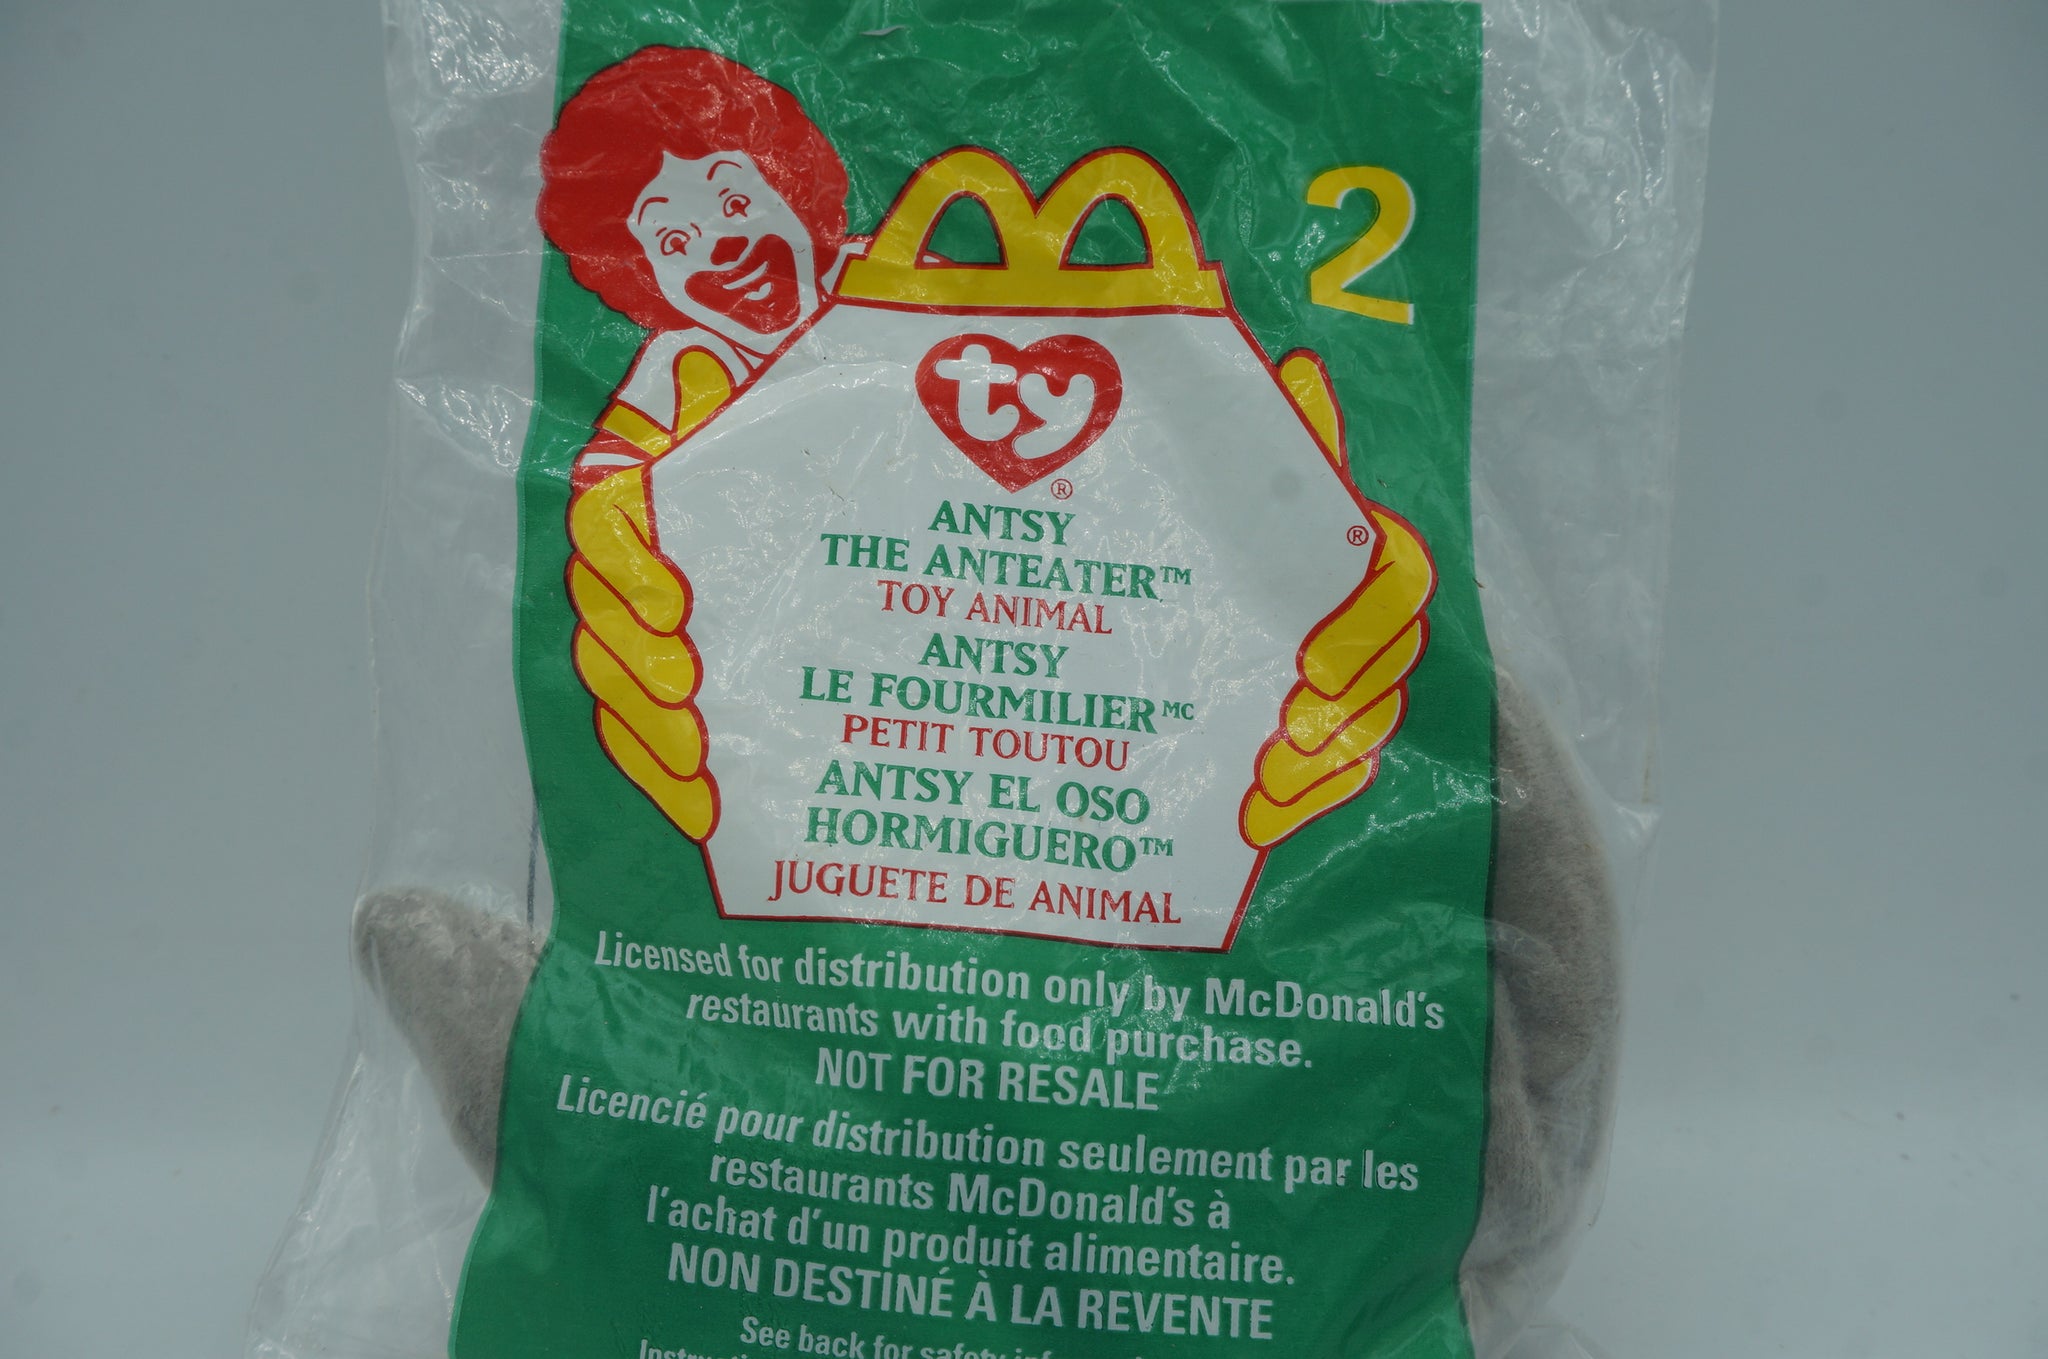 2
ty
®
ANTSY
THE ANTEATER™
®
TOY ANIMAL
ANTSY
LE FOURMILIER MC
PETIT TOUTOU
ANTSY EL OSO
HORMIGUERO™
JUGUETE DE ANIMAL
Licensed for distribution only by McDonald's
restaurants with food purchase.
NOT FOR RESALE
Licencié pour distribution seulement par les
restaurants McDonald's à
l'achat d'un produit alimentaire.
NON DESTINÉ À LA REVENTE
See back for safety